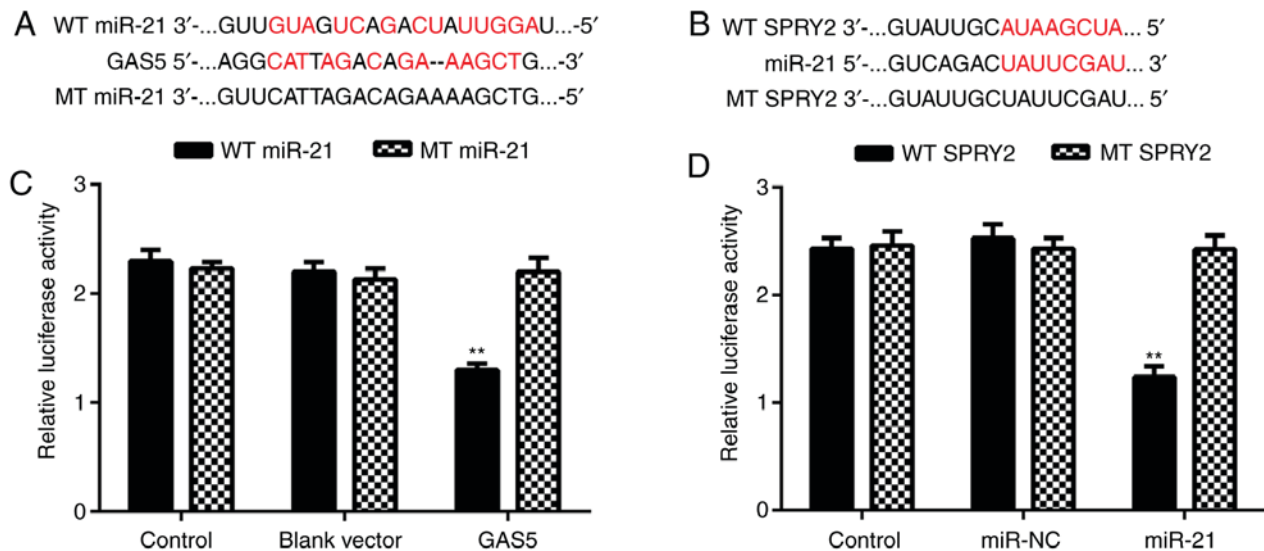 A
WT miR-21 3′-...GUUGUAGUCAGACUAUUGGAU...-5′
GAS5 5′-...AGGCATTAGACAGA--AAGCTG...-3′
MT miR-21 3′-...GUUCATTAGACAGAAAAGCTG...-5′
B
WT SPRY2 3′-...GUAUUGCAUAAGCUA... 5′
miR-21 5′-...GUCAGACUAUUCGAU... 3′
MT SPRY2 3′-...GUAUUGCUAUUCGAU... 5′
C
WT miR-21 MT miR-21
Relative luciferase activity
3
2
1
0
**
Control Blank vector GAS5
D
WT SPRY2 MT SPRY2
Relative luciferase activity
3
2
1
0
**
Control miR-NC miR-21